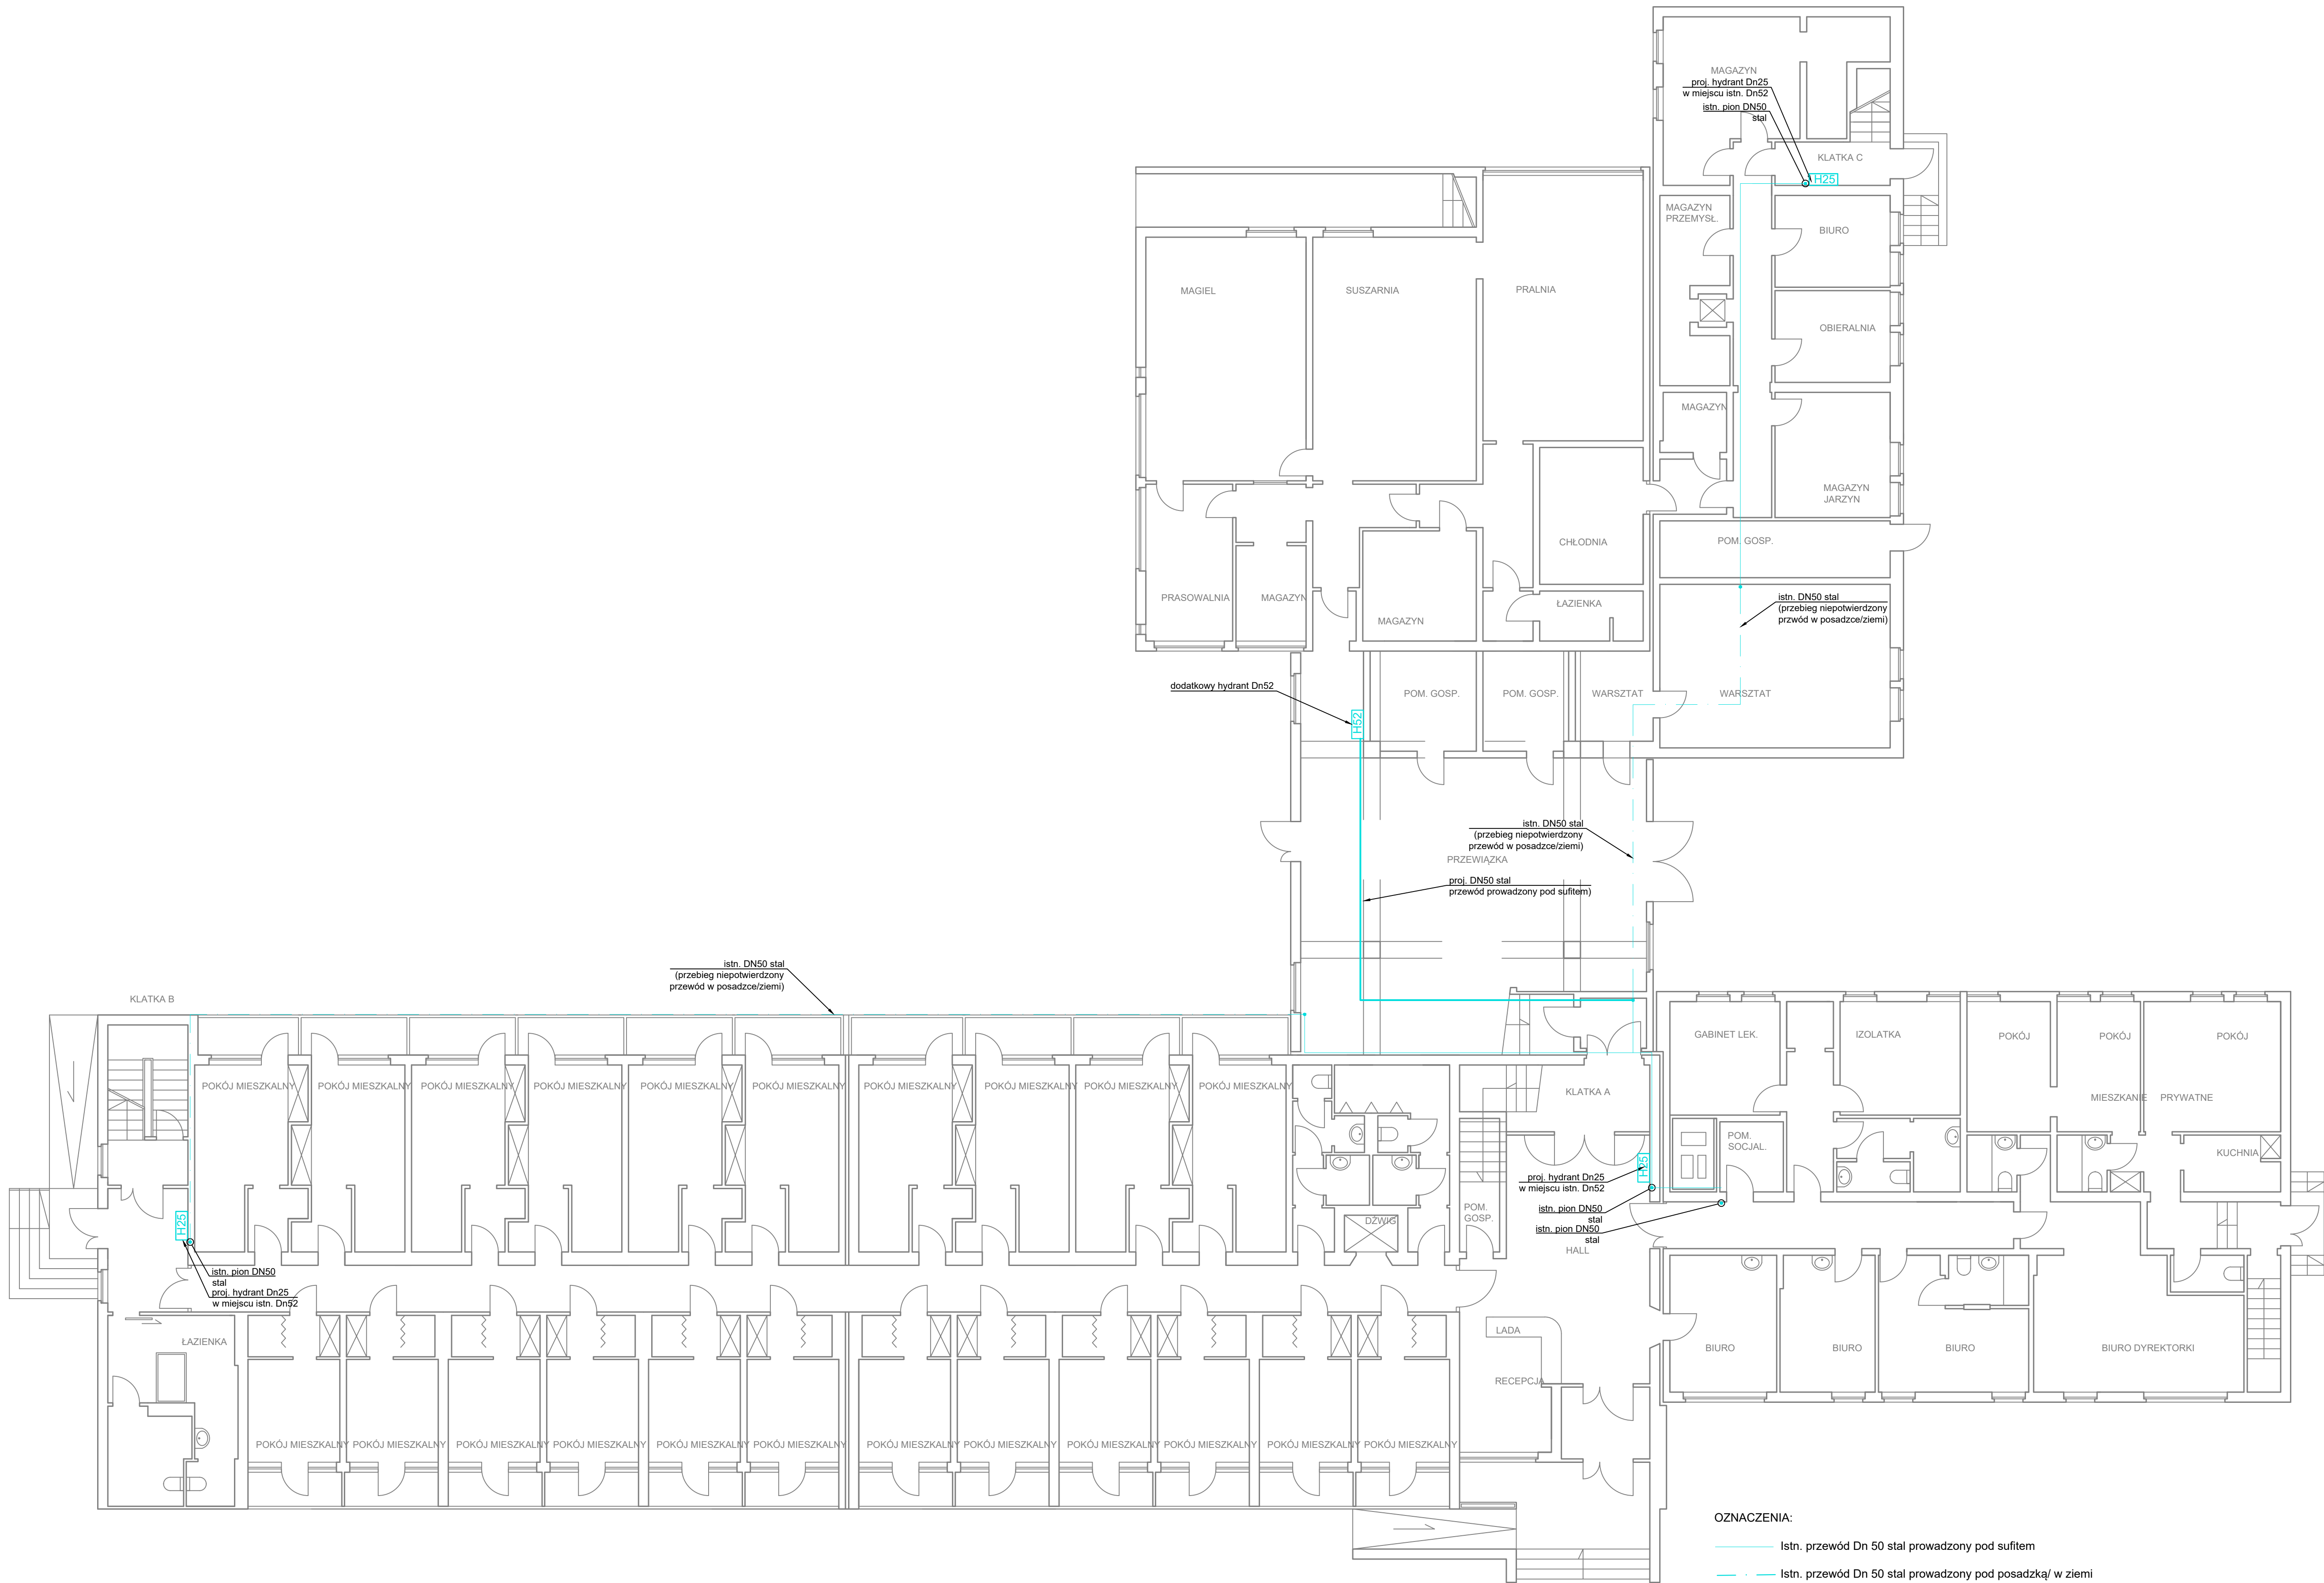 MAGAZYN
proj. hydrant Dn25
w miejscu istn. Dn52
istn. pion DN50
stal
KLATKA C
H25
MAGAZYN
PRZEMYSŁ.
BIURO
MAGIEL
SUSZARNIA
PRALNIA
OBIERALNIA
MAGAZYN
MAGAZYN
JARZYN
CHŁODNIA
POM. GOSP.
PRASOWALNIA
MAGAZYN
ŁAZIENKA
MAGAZYN
istn. DN50 stal
(przebieg niepotwierdzony
przwód w posadzce/ziemi)
dodatkowy hydrant Dn52
H52
POM. GOSP.
POM. GOSP.
WARSZTAT
WARSZTAT
istn. DN50 stal
(przebieg niepotwierdzony
przewód w posadzce/ziemi)
PRZEWIĄZKA
proj. DN50 stal
przewód prowadzony pod sufitem)
istn. DN50 stal
(przebieg niepotwierdzony
przewód w posadzce/ziemi)
KLATKA B
GABINET LEK.
IZOLATKA
POKÓJ
POKÓJ
POKÓJ
POKÓJ MIESZKALNY
POKÓJ MIESZKALNY
POKÓJ MIESZKALNY
POKÓJ MIESZKALNY
POKÓJ MIESZKALNY
POKÓJ MIESZKALNY
POKÓJ MIESZKALNY
POKÓJ MIESZKALNY
POKÓJ MIESZKALNY
POKÓJ MIESZKALNY
KLATKA A
MIESZKANIE PRYWATNE
POM.
SOCJAL.
KUCHNIA
H25
proj. hydrant Dn25
w miejscu istn. Dn52
istn. pion DN50
stal
istn. pion DN50
stal
HALL
POM.
GOSP.
DŹWIG
H25
istn. pion DN50
stal
proj. hydrant Dn25
w miejscu istn. Dn52
ŁAZIENKA
LADA
RECEPCJA
BIURO
BIURO
BIURO
BIURO DYREKTORKI
POKÓJ MIESZKALNY
POKÓJ MIESZKALNY
POKÓJ MIESZKALNY
POKÓJ MIESZKALNY
POKÓJ MIESZKALNY
POKÓJ MIESZKALNY
POKÓJ MIESZKALNY
POKÓJ MIESZKALNY
POKÓJ MIESZKALNY
POKÓJ MIESZKALNY
POKÓJ MIESZKALNY
POKÓJ MIESZKALNY
OZNACZENIA:
Istn. przewód Dn 50 stal prowadzony pod sufitem
Istn. przewód Dn 50 stal prowadzony pod posadzką/ w ziemi